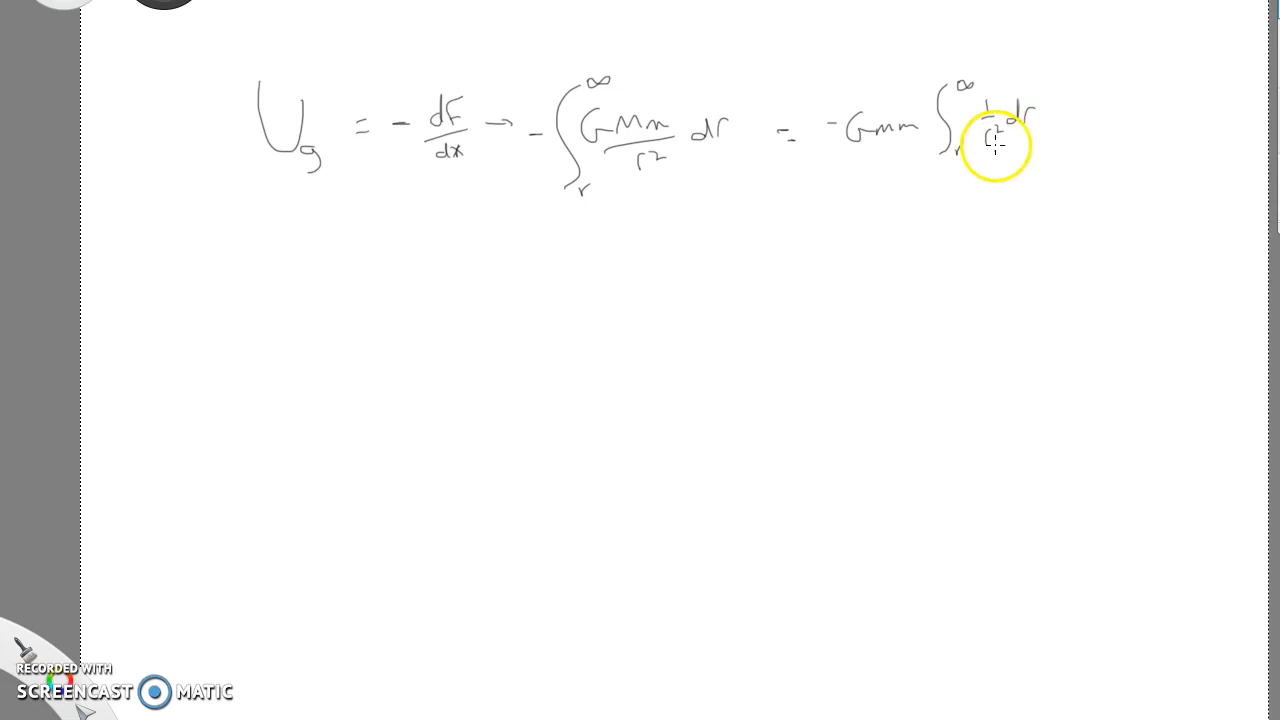 U_g = - dF/dx → - ∫_r^∞ GMm/r² dr = - GMm ∫_r^∞ 1/r² dr
RECORDED WITH
SCREENCAST MATIC